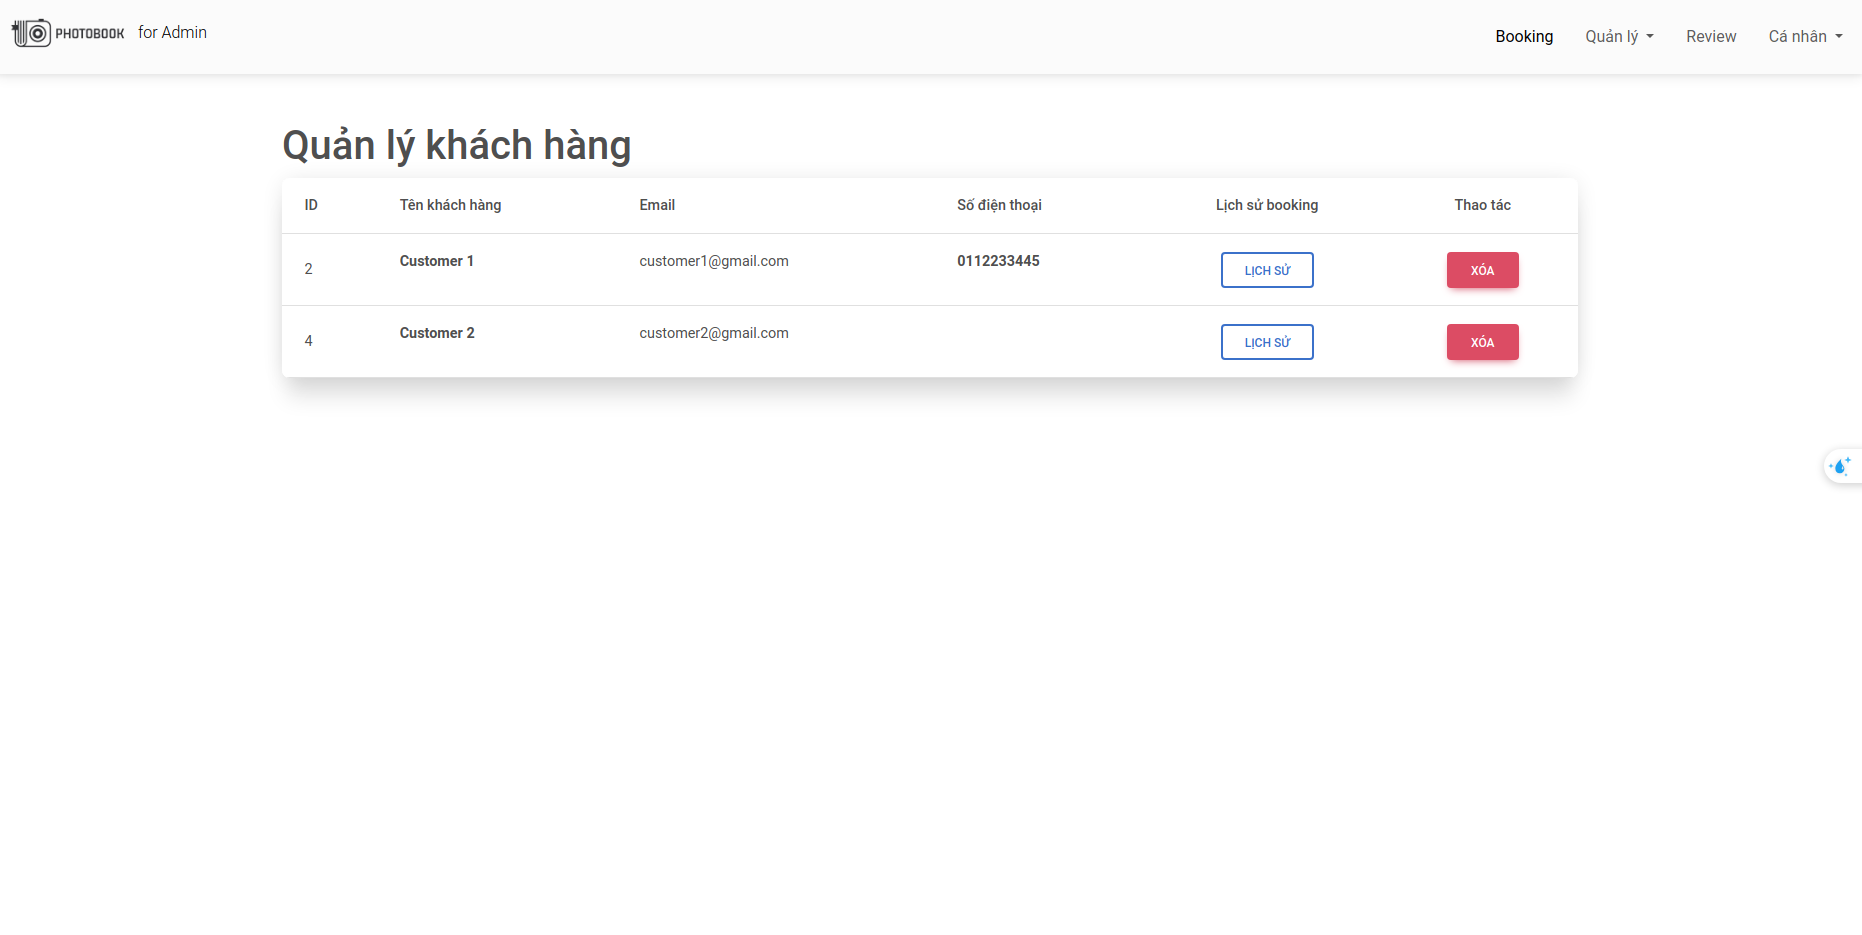 PHOTOBOOK for Admin
Booking Quản lý Review Cá nhân
Quản lý khách hàng
ID Tên khách hàng Email Số điện thoại Lịch sử booking Thao tác
2 Customer 1 customer1@gmail.com 0112233445 LỊCH SỬ XÓA
4 Customer 2 customer2@gmail.com LỊCH SỬ XÓA